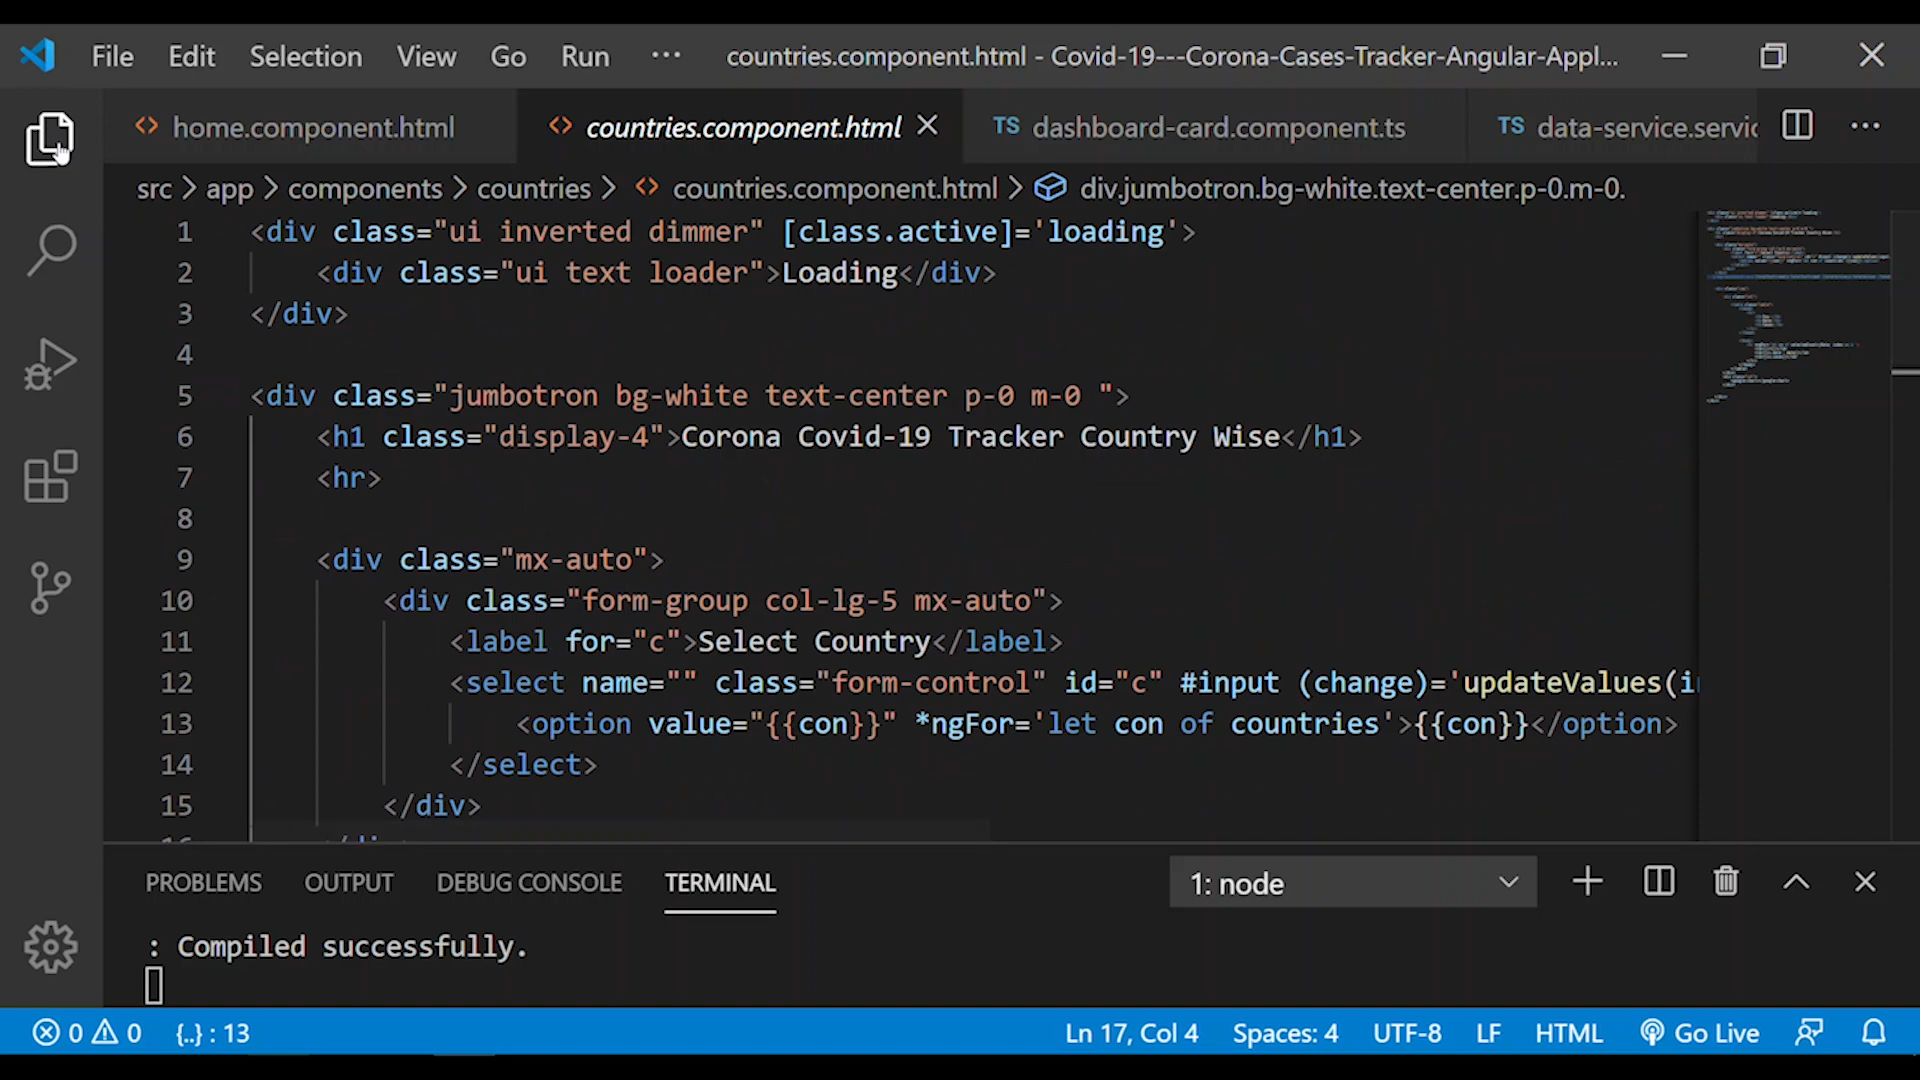 File Edit Selection View Go Run ··· countries.component.html - Covid-19---Corona-Cases-Tracker-Angular-Appl...
home.component.html countries.component.html TS dashboard-card.component.ts TS data-service.servic
src > app > components > countries > countries.component.html > div.jumbotron.bg-white.text-center.p-0.m-0.
1 <div class="ui inverted dimmer" [class.active]='loading'>
2 <div class="ui text loader">Loading</div>
3 </div>
4
5 <div class="jumbotron bg-white text-center p-0 m-0 ">
6 <h1 class="display-4">Corona Covid-19 Tracker Country Wise</h1>
7 <hr>
8
9 <div class="mx-auto">
10 <div class="form-group col-lg-5 mx-auto">
11 <label for="c">Select Country</label>
12 <select name="" class="form-control" id="c" #input (change)='updateValues(i
13 <option value="{{con}}" *ngFor='let con of countries'>{{con}}</option>
14 </select>
15 </div>
PROBLEMS OUTPUT DEBUG CONSOLE TERMINAL 1: node
: Compiled successfully.
0 0 {..} : 13 Ln 17, Col 4 Spaces: 4 UTF-8 LF HTML Go Live